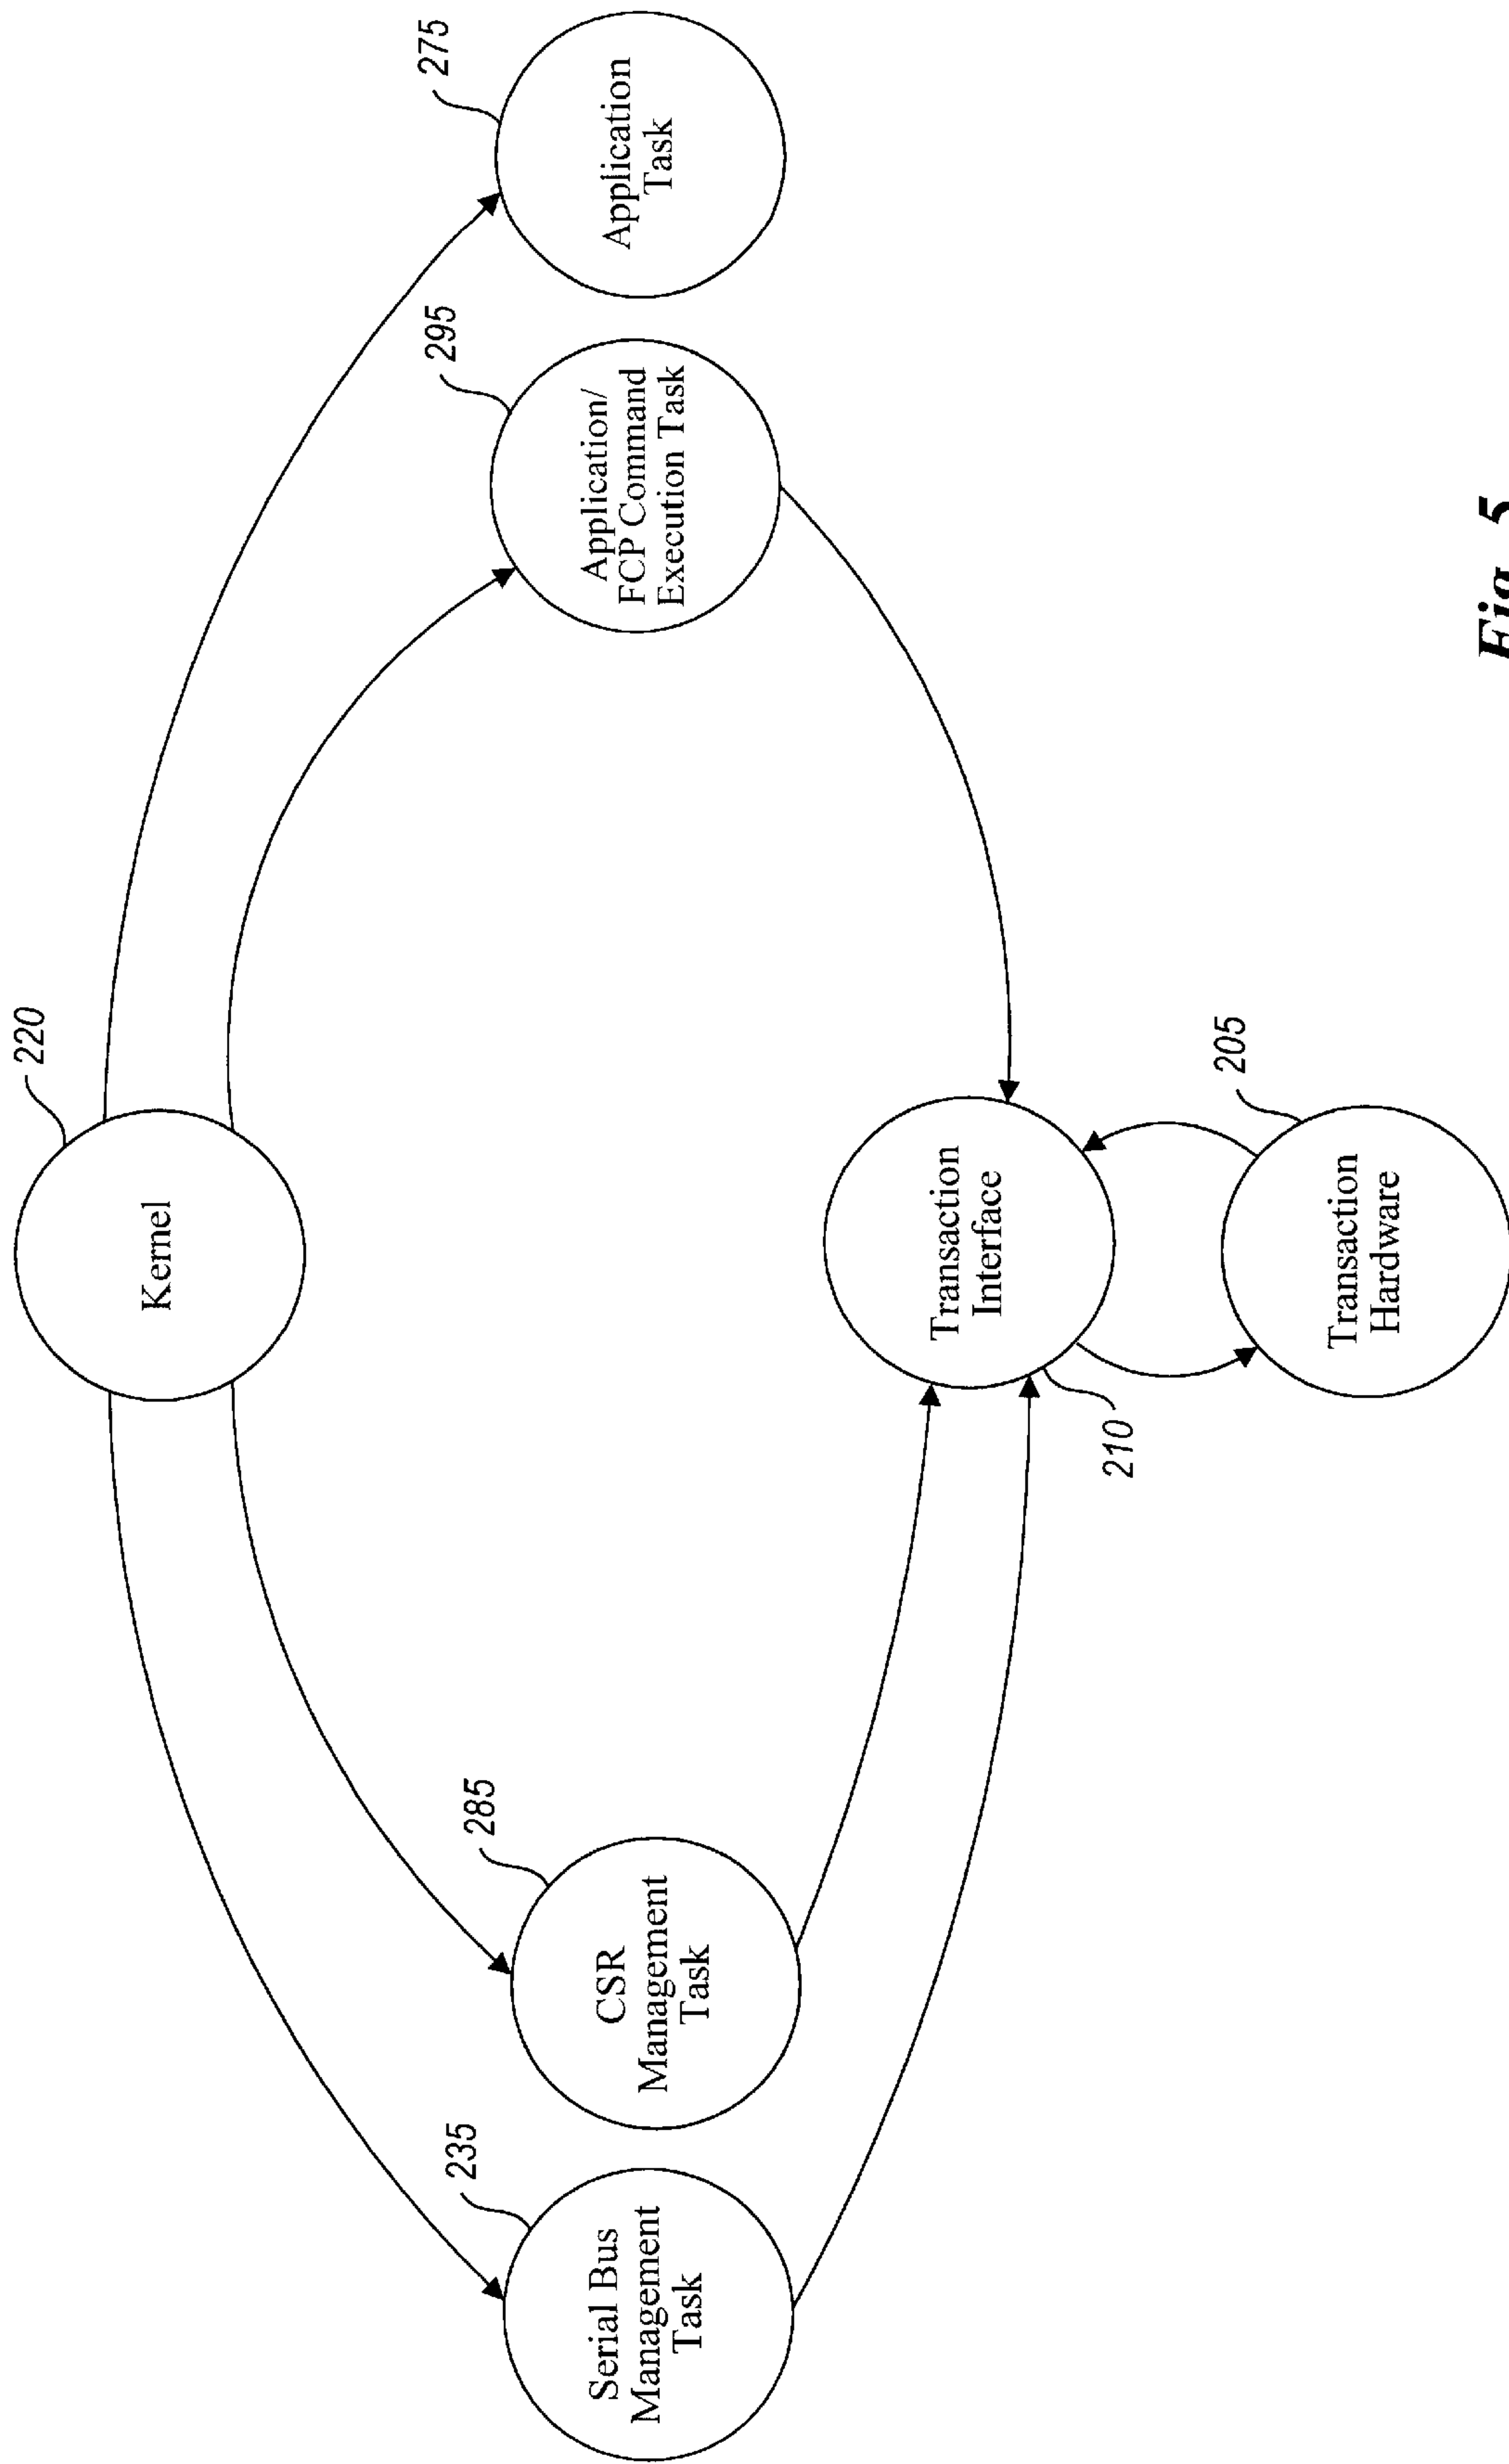 220
Kernel
235
Serial Bus
Management
Task
285
CSR
Management
Task
295
Application/
FCP Command
Execution Task
275
Application
Task
Transaction
Interface
210
205
Transaction
Hardware
Fig. 5